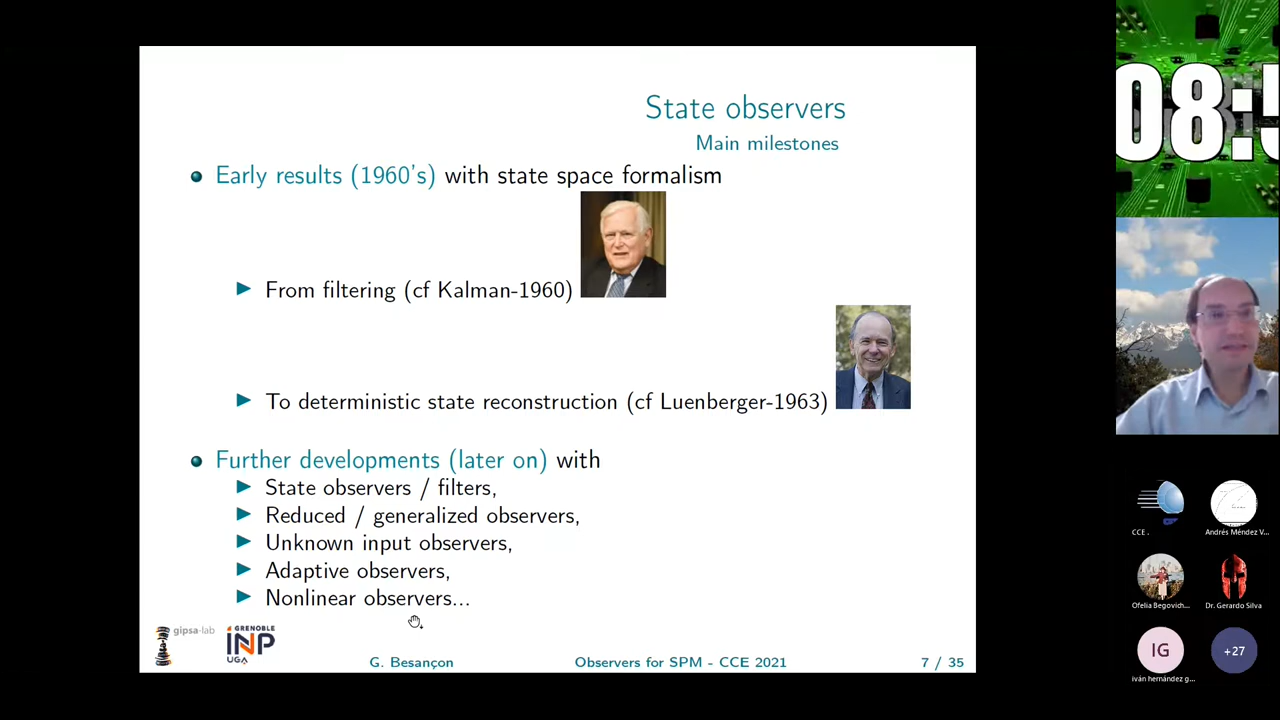 State observers
Main milestones
Early results (1960's) with state space formalism
From filtering (cf Kalman-1960)
To deterministic state reconstruction (cf Luenberger-1963)
Further developments (later on) with
State observers / filters,
Reduced / generalized observers,
Unknown input observers,
Adaptive observers,
Nonlinear observers...
gipsa-lab
GRENOBLE
INP
UGA
G. Besançon
Observers for SPM - CCE 2021
7 / 35
08:5
CCE .
Andrés Méndez V...
Ofelia Begovich...
Dr. Gerardo Silva
IG
+27
iván hernández g...